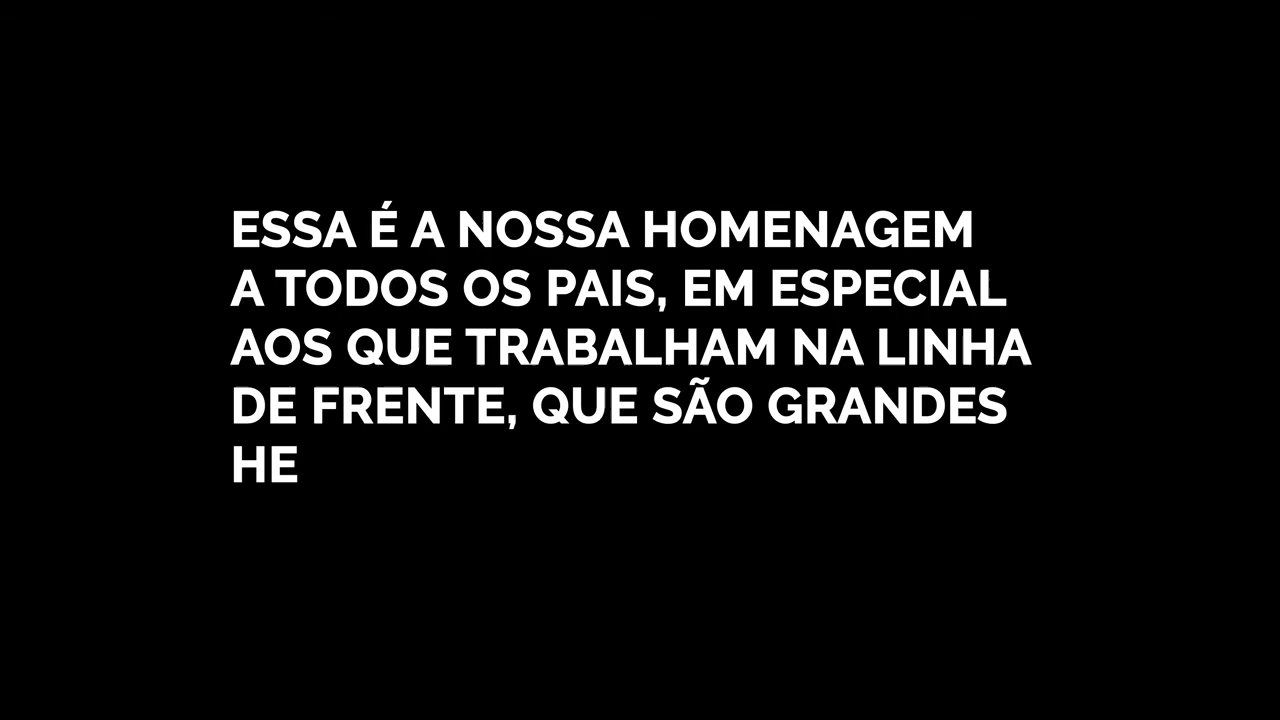 ESSA É A NOSSA HOMENAGEM
A TODOS OS PAIS, EM ESPECIAL
AOS QUE TRABALHAM NA LINHA
DE FRENTE, QUE SÃO GRANDES
HE